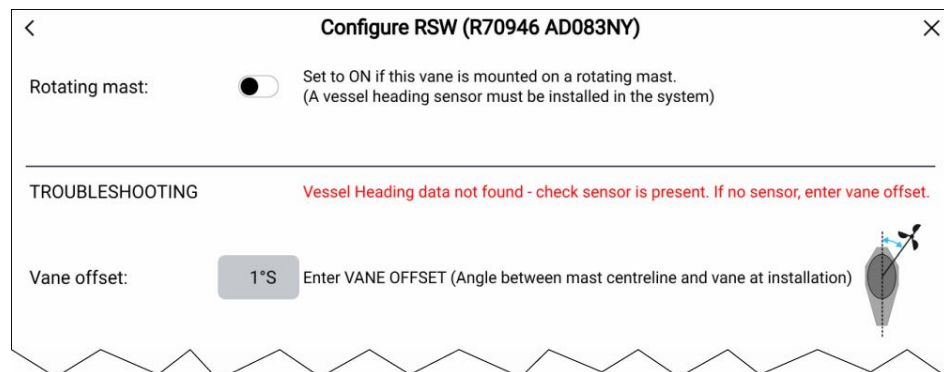 Configure RSW (R70946 AD083NY)
Rotating mast:
Set to ON if this vane is mounted on a rotating mast.
(A vessel heading sensor must be installed in the system)
TROUBLESHOOTING
Vessel Heading data not found - check sensor is present. If no sensor, enter vane offset.
Vane offset:
1°S
Enter VANE OFFSET (Angle between mast centreline and vane at installation)